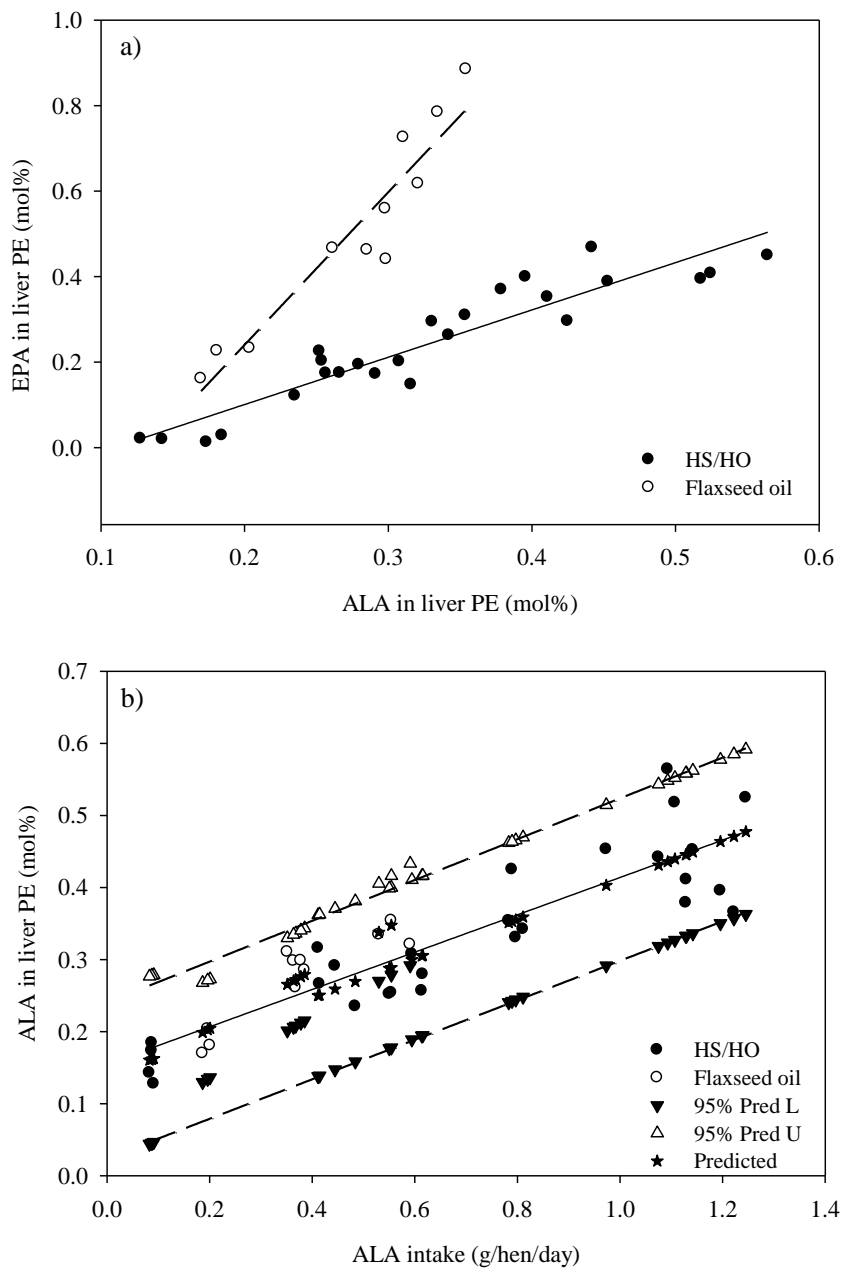 a)
1.0
0.8
0.6
0.4
0.2
0.0
EPA in liver PE (mol%)
HS/HO
Flaxseed oil
0.1 0.2 0.3 0.4 0.5 0.6
ALA in liver PE (mol%)
b)
0.7
0.6
0.5
0.4
0.3
0.2
0.1
0.0
ALA in liver PE (mol%)
HS/HO
Flaxseed oil
95% Pred L
95% Pred U
Predicted
0.0 0.2 0.4 0.6 0.8 1.0 1.2 1.4
ALA intake (g/hen/day)